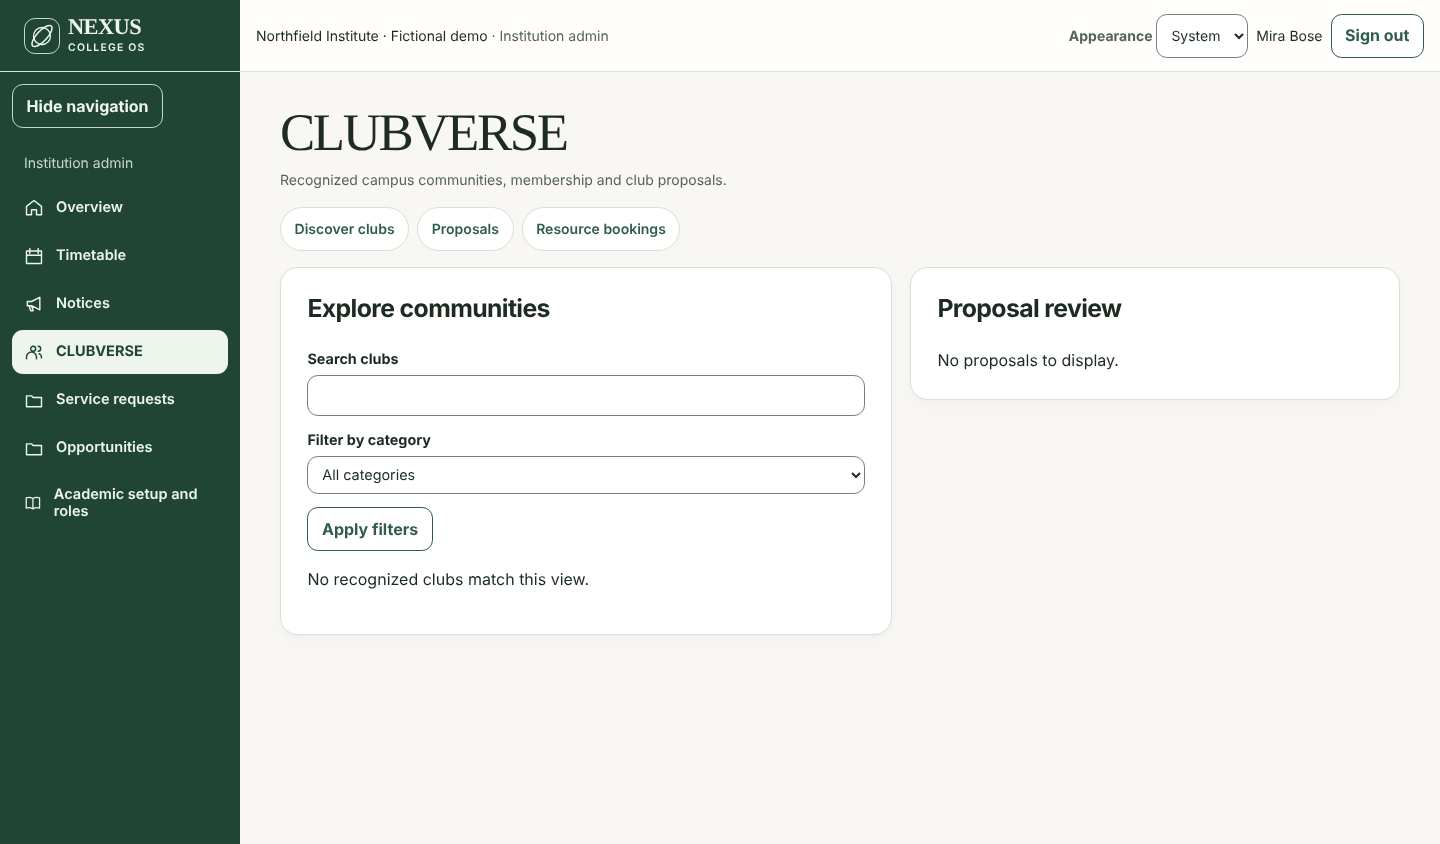 NEXUS
COLLEGE OS
Northfield Institute · Fictional demo · Institution admin
Appearance
System
Mira Bose
Sign out
Hide navigation
Institution admin
Overview
Timetable
Notices
CLUBVERSE
Service requests
Opportunities
Academic setup and
roles
CLUBVERSE
Recognized campus communities, membership and club proposals.
Discover clubs
Proposals
Resource bookings
Explore communities
Search clubs
Filter by category
All categories
Apply filters
No recognized clubs match this view.
Proposal review
No proposals to display.